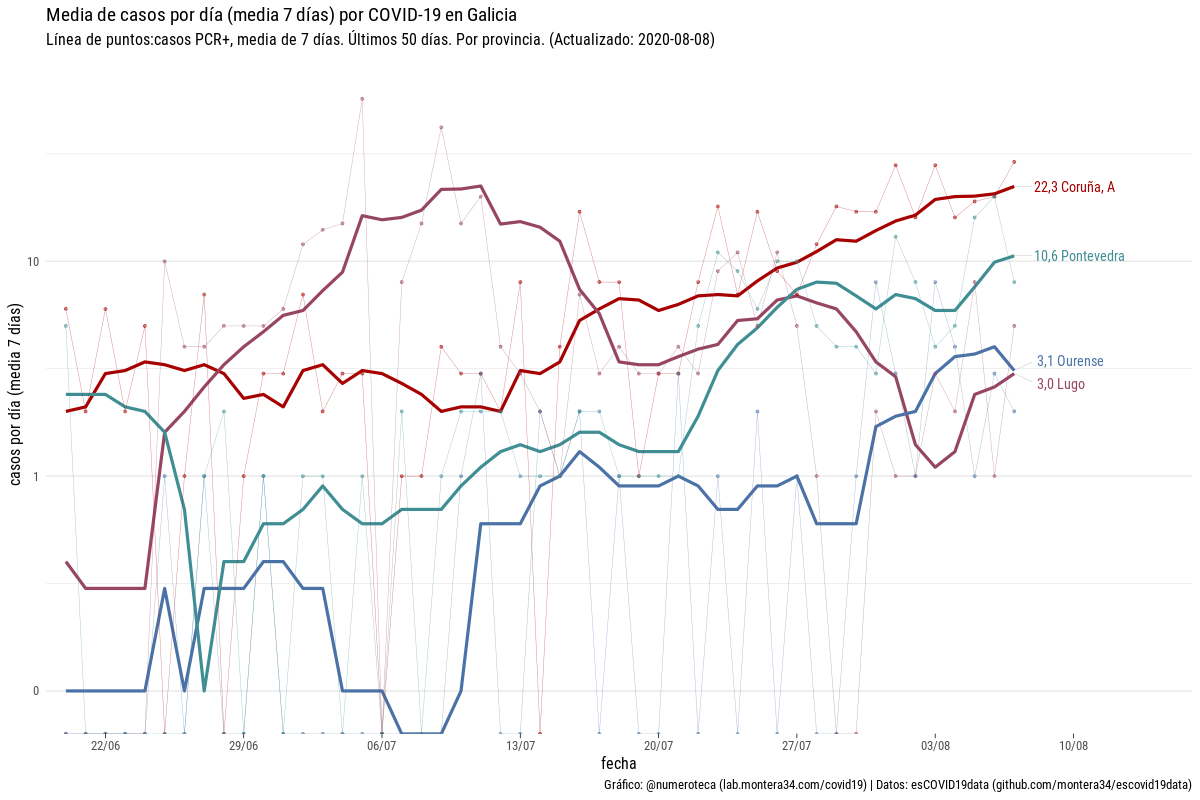 Media de casos por día (media 7 días) por COVID-19 en Galicia
Línea de puntos:casos PCR+, media de 7 días. Últimos 50 días. Por provincia. (Actualizado: 2020-08-08)
casos por día (media 7 días)
10
1
0
22,3 Coruña, A
10,6 Pontevedra
3,1 Ourense
3,0 Lugo
22/06
29/06
06/07
13/07
20/07
27/07
03/08
10/08
fecha
Gráfico: @numeroteca (lab.montera34.com/covid19) | Datos: esCOVID19data (github.com/montera34/escovid19data)